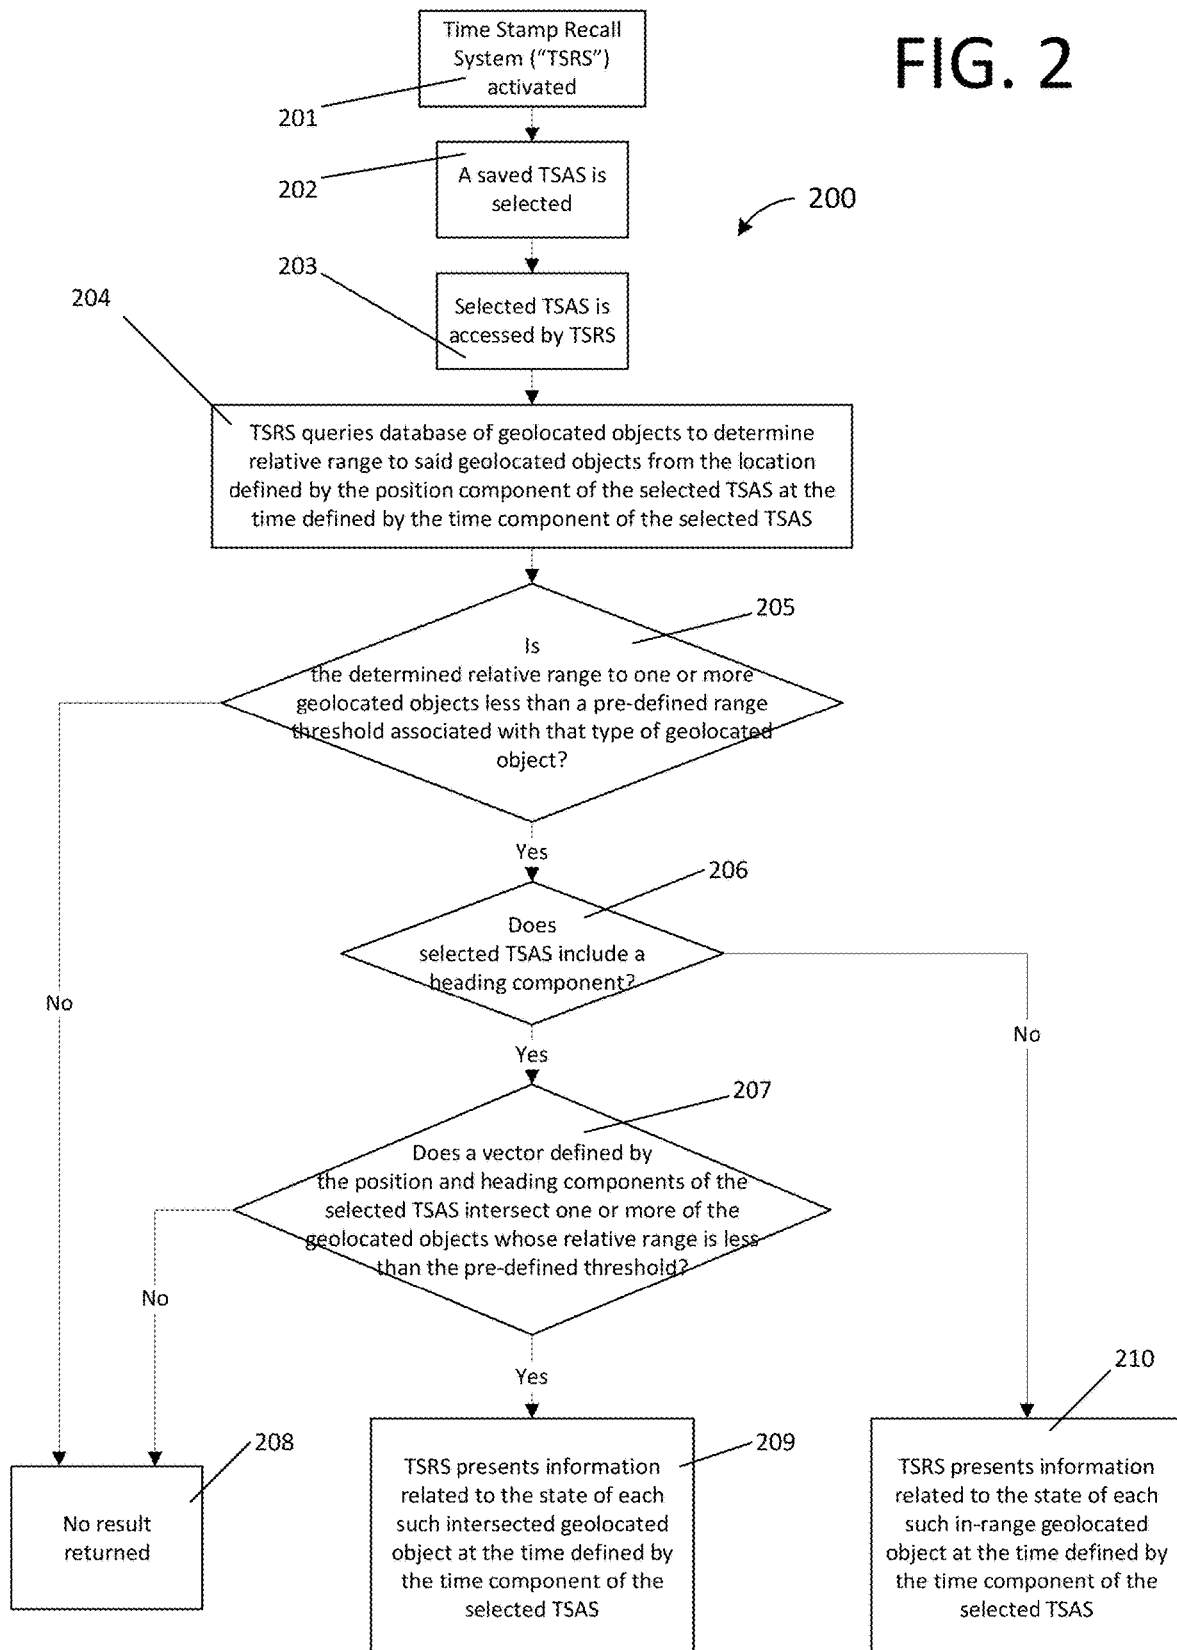 FIG. 2
Time Stamp Recall
System (“TSRS”)
activated
201
A saved TSAS is
selected
202
200
203
Selected TSAS is
accessed by TSRS
204
TSRS queries database of geolocated objects to determine
relative range to said geolocated objects from the location
defined by the position component of the selected TSAS at the
time defined by the time component of the selected TSAS
205
Is
the determined relative range to one or more
geolocated objects less than a pre-defined range
threshold associated with that type of geolocated
object?
Yes
206
Does
selected TSAS include a
heading component?
No
No
Yes
207
Does a vector defined by
the position and heading components of the
selected TSAS intersect one or more of the
geolocated objects whose relative range is less
than the pre-defined threshold?
No
Yes
208
No result
returned
209
TSRS presents information
related to the state of each
such intersected geolocated
object at the time defined by
the time component of the
selected TSAS
210
TSRS presents information
related to the state of each
such in-range geolocated
object at the time defined by
the time component of the
selected TSAS